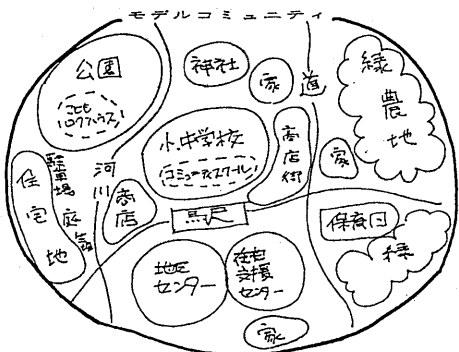 モデルコミュニティ
公園
こども
ログハウス
神社
家
道
緑
農
地
小・中学校
コミュニティスクール
商店街
家
住宅地
駐車場
庭
河川
商店
駅
保育園
緑
地区
センター
在宅
支援
センター
家